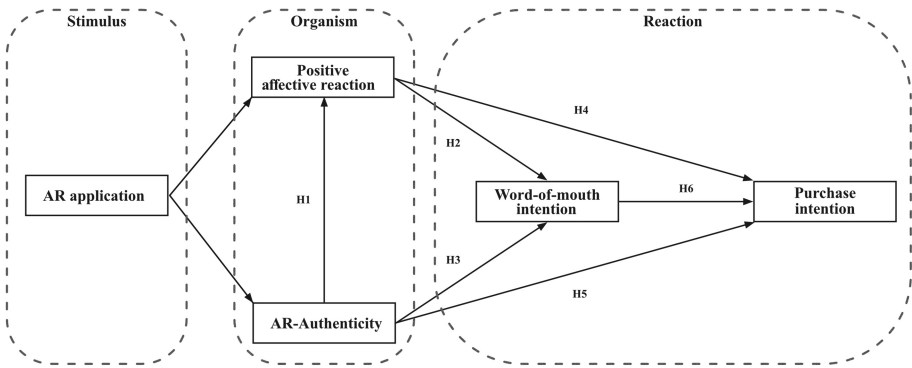 Stimulus
Organism
Reaction
Positive
affective reaction
H4
H2
AR application
H1
Word-of-mouth
intention
H6
Purchase
intention
H3
H5
AR-Authenticity